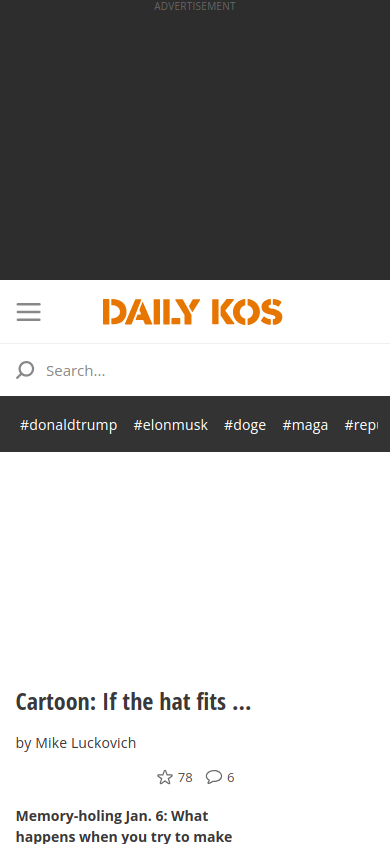 ADVERTISEMENT
DAILY KOS
Search...
#donaldtrump #elonmusk #doge #maga
Cartoon: If the hat fits ...
by Mike Luckovich
78 6
Memory-holing Jan. 6: What
happens when you try to make